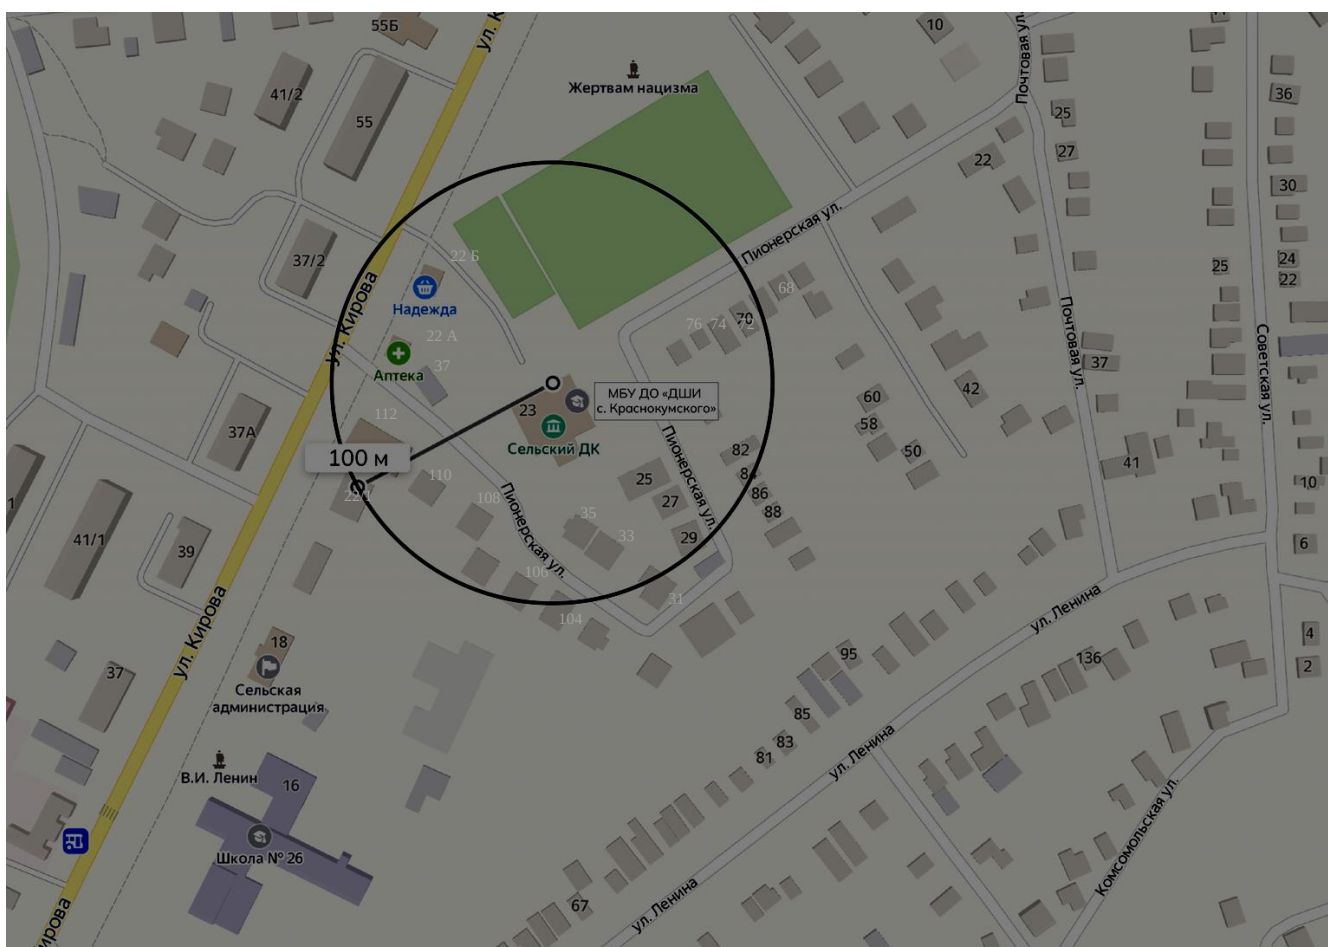 55Б
10
ул. К
41/2
55
Жертвам нацизма
Почтовая ул.
36
25
27
22
30
Пионерская ул.
37/2
22 Б
24
22
25
ул. Кирова
Надежда
68
70
72
74
76
22 А
Аптека
37
Почтовая ул.
Советская ул.
37
42
60
МБУ ДО «ДШИ
с. Краснокумского»
23
112
37А
58
50
Сельский ДК
82
100 м
Пионерская ул.
84
41
110
25
86
10
22/1
108
27
88
Пионерская ул.
35
33
29
41/1
39
6
106
31
104
ул. Кирова
ул. Ленина
18
4
2
95
136
37
Сельская
администрация
85
83
81
ул. Ленина
В.И. Ленин
16
Комсомольская ул.
Школа № 26
67
ул. Ленина
ирова